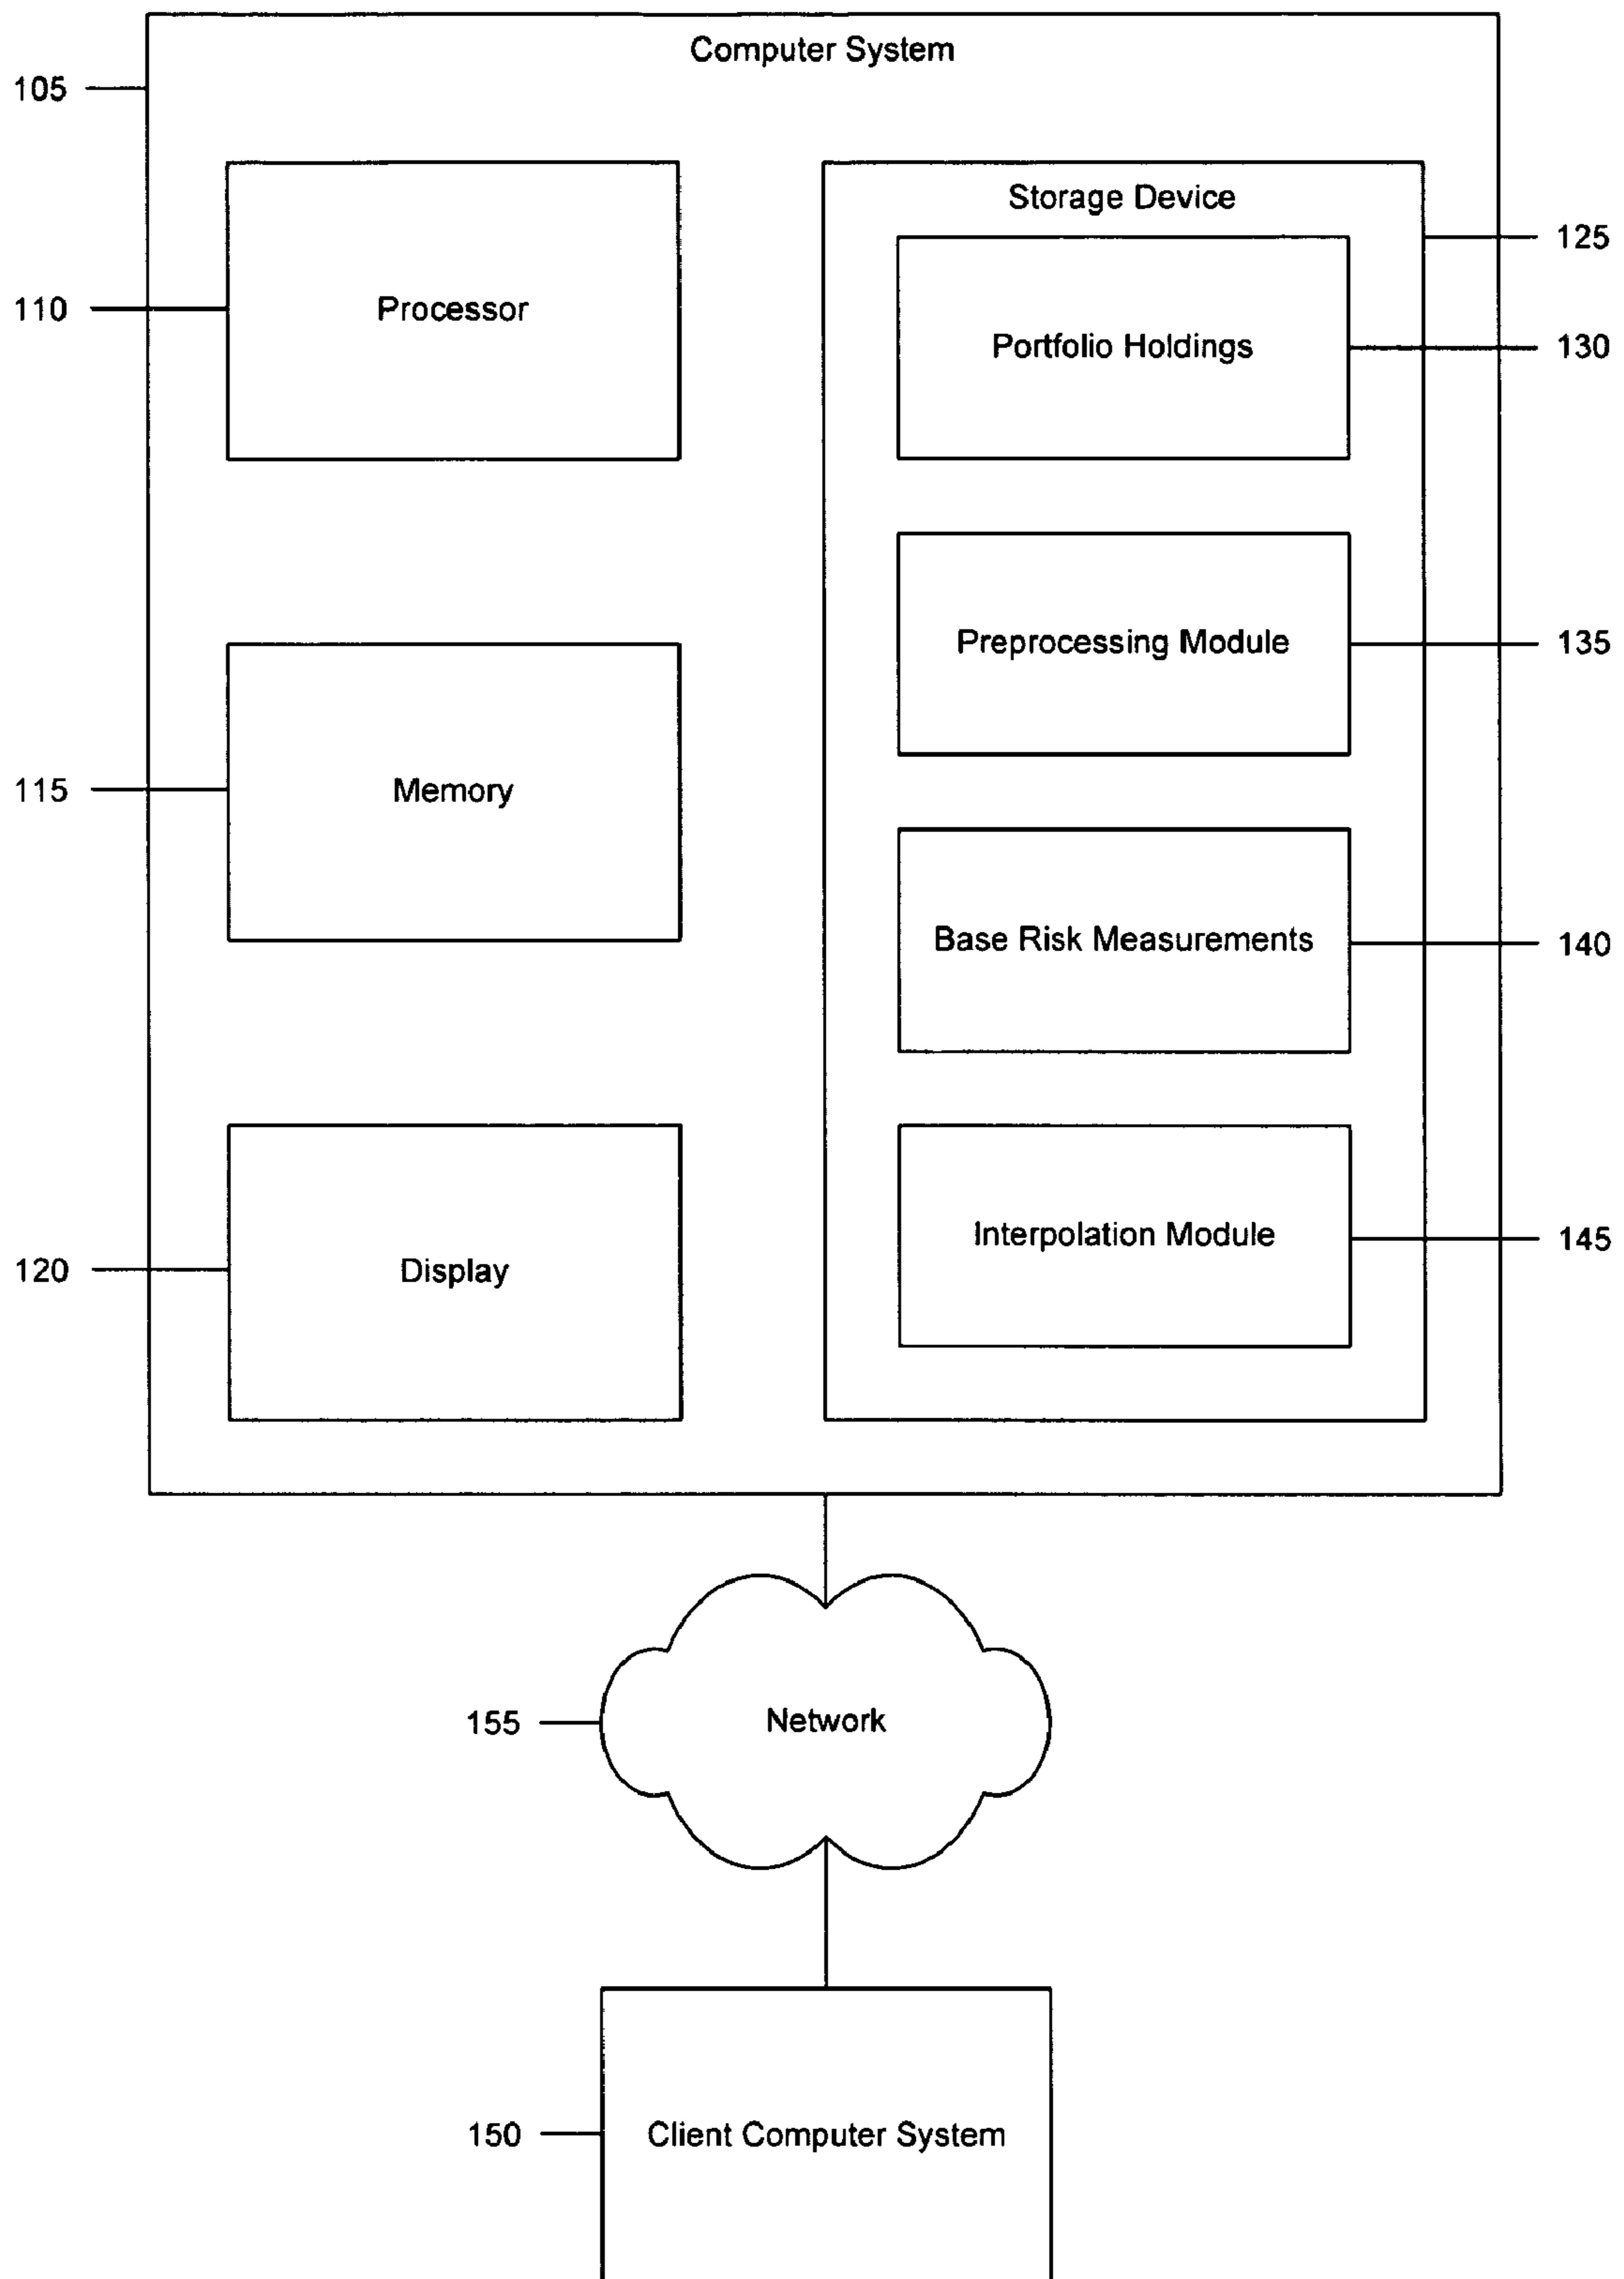 Computer System
105
Storage Device
125
110
Processor
Portfolio Holdings
130
Preprocessing Module
135
115
Memory
Base Risk Measurements
140
Interpolation Module
145
120
Display
155
Network
150
Client Computer System